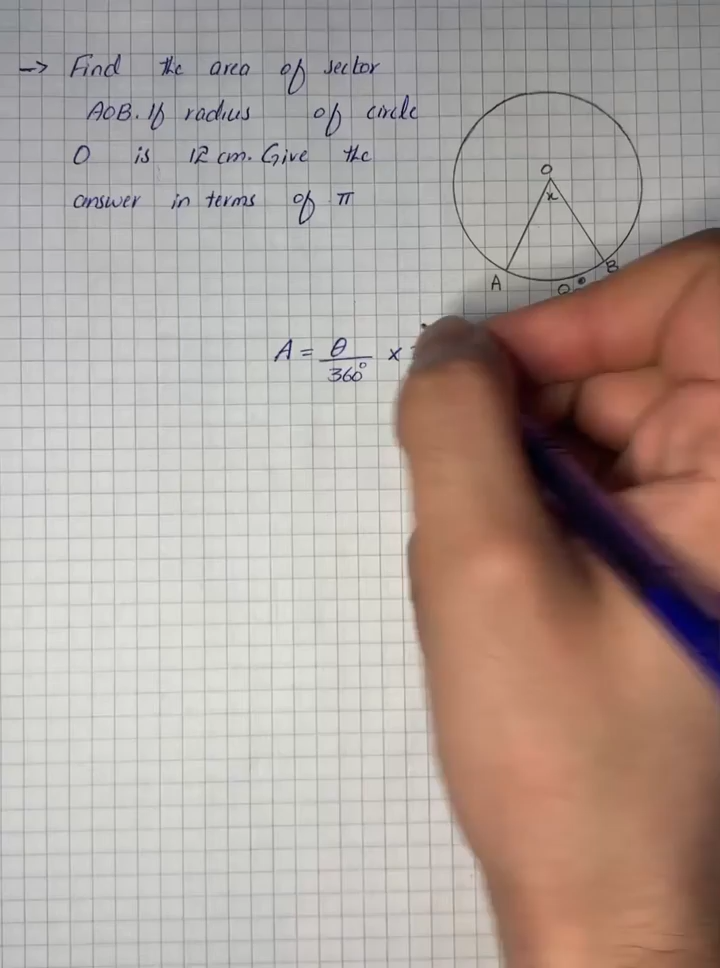 → Find the area of sector
AOB. If radius of circle
O is 12 cm. Give the
answer in terms of π
O
x
A
B
A = θ / 360° ×